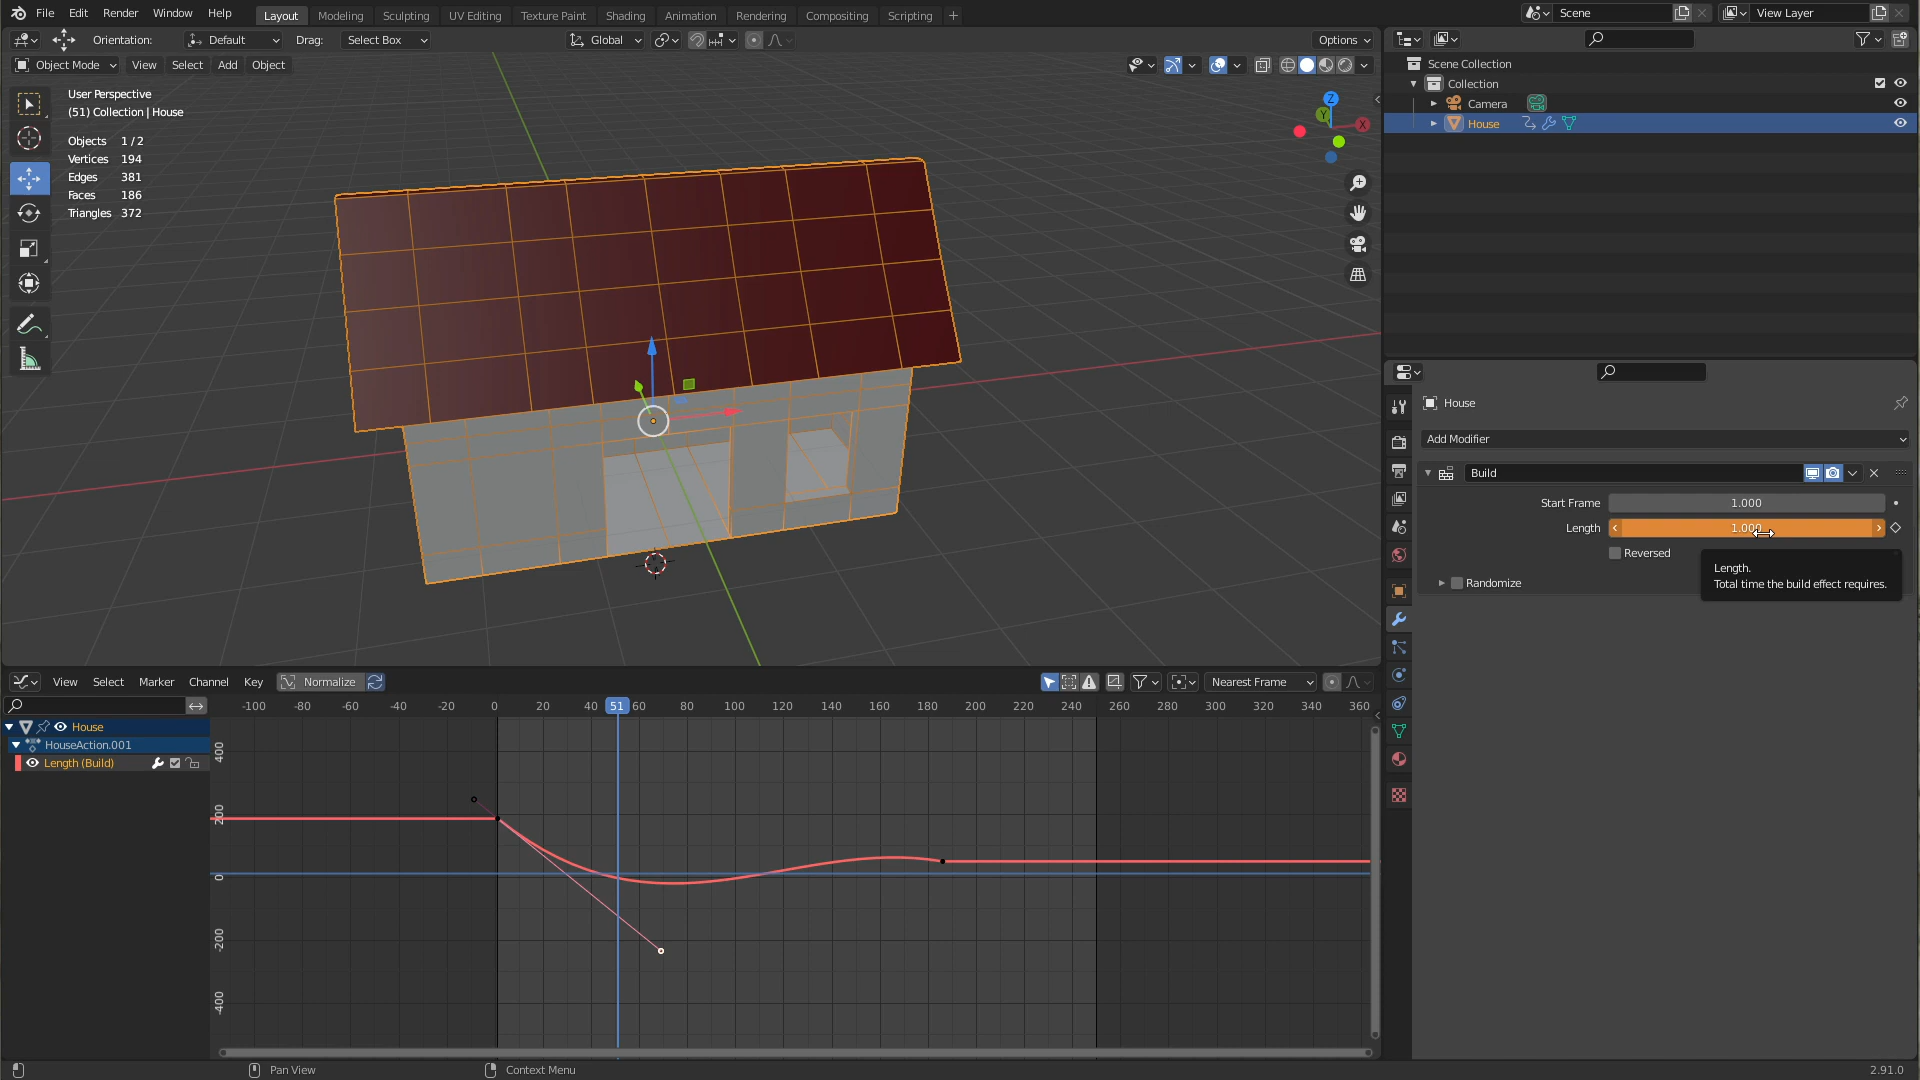 File Edit Render Window Help
Layout Modeling Sculpting UV Editing Texture Paint Shading Animation Rendering Compositing Scripting +
Scene
View Layer
Orientation: Default Drag: Select Box
Global
Options
Object Mode View Select Add Object
User Perspective
(51) Collection | House
Objects 1 / 2
Vertices 194
Edges 381
Faces 186
Triangles 372
Z
Y
X
Scene Collection
Collection
Camera
House
House
Add Modifier
Build
Start Frame 1.000
Length 1.000
Reversed
Randomize
Length.
Total time the build effect requires.
View Select Marker Channel Key Normalize
Nearest Frame
-100 -80 -60 -40 -20 0 20 40 51 60 80 100 120 140 160 180 200 220 240 260 280 300 320 340 360
House
HouseAction.001
Length (Build)
400
200
0
-200
-400
Pan View
Context Menu
2.91.0